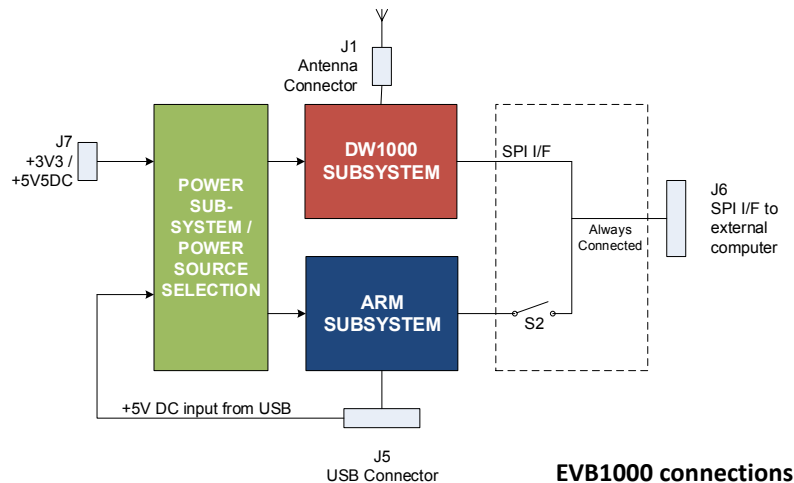 J1
Antenna
Connector
J7
+3V3 /
+5V5DC
POWER
SUB-
SYSTEM /
POWER
SOURCE
SELECTION
DW1000
SUBSYSTEM
SPI I/F
J6
SPI I/F to
external
computer
Always
Connected
ARM
SUBSYSTEM
S2
+5V DC input from USB
J5
USB Connector
EVB1000 connections